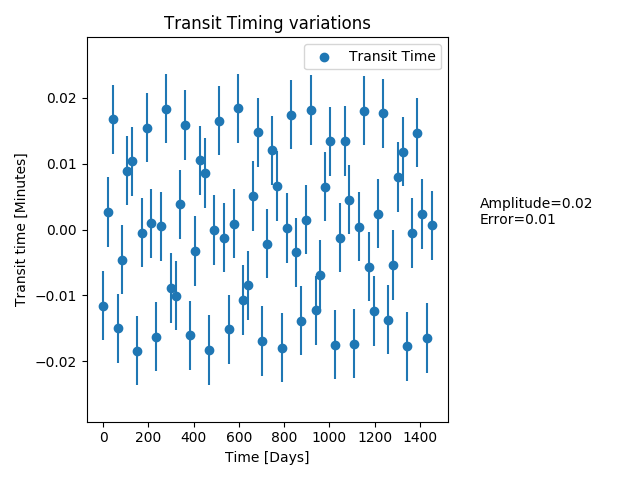 Transit Timing variations
Transit Time
0.02
0.01
0.00
−0.01
−0.02
Transit time [Minutes]
Amplitude=0.02
Error=0.01
0 200 400 600 800 1000 1200 1400
Time [Days]